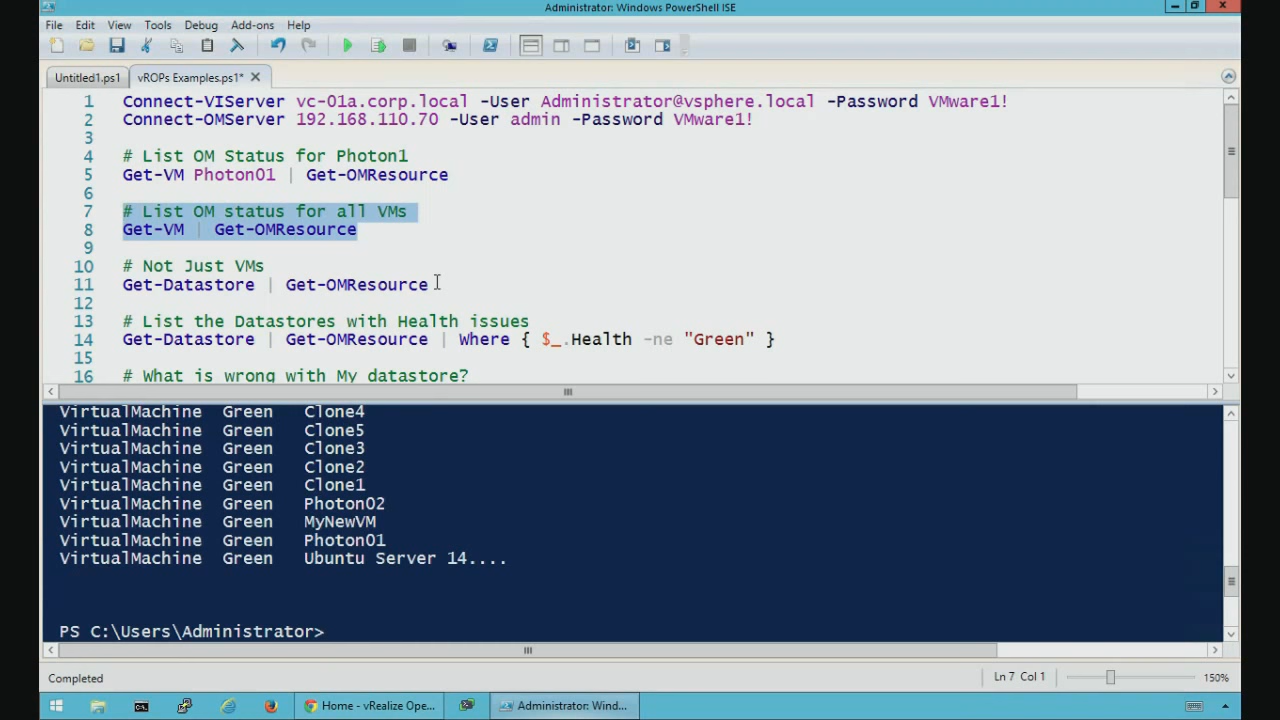 Administrator: Windows PowerShell ISE
File Edit View Tools Debug Add-ons Help
Untitled1.ps1 vROPs Examples.ps1*
1 Connect-VIServer vc-01a.corp.local -User Administrator@vsphere.local -Password VMware1!
2 Connect-OMServer 192.168.110.70 -User admin -Password VMware1!
3
4 # List OM Status for Photon1
5 Get-VM Photon01 | Get-OMResource
6
7 # List OM status for all VMs
8 Get-VM | Get-OMResource
9
10 # Not Just VMs
11 Get-Datastore | Get-OMResource
12
13 # List the Datastores with Health issues
14 Get-Datastore | Get-OMResource | Where { $_.Health -ne "Green" }
15
16 # What is wrong with My datastore?
VirtualMachine Green Clone4
VirtualMachine Green Clone5
VirtualMachine Green Clone3
VirtualMachine Green Clone2
VirtualMachine Green Clone1
VirtualMachine Green Photon02
VirtualMachine Green MyNewVM
VirtualMachine Green Photon01
VirtualMachine Green Ubuntu Server 14....
PS C:\Users\Administrator>
Completed Ln 7 Col 1 150%
Home - vRealize Ope... Administrator: Wind...